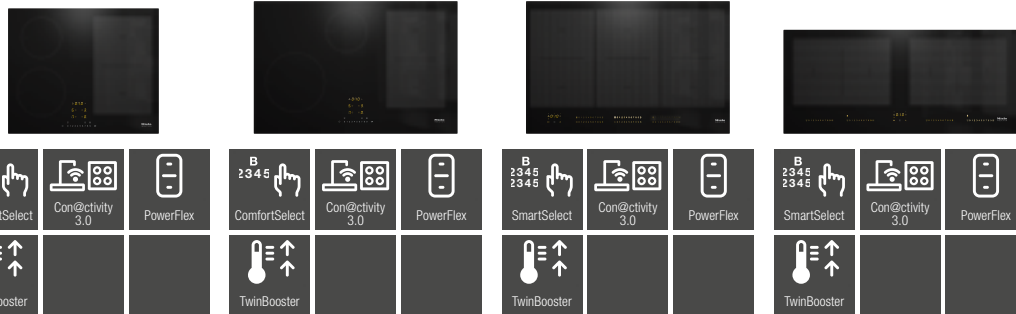 tSelect
Con@ctivity
3.0
PowerFlex
B
2345
ComfortSelect
Con@ctivity
3.0
PowerFlex
B
2345
2345
SmartSelect
Con@ctivity
3.0
PowerFlex
B
2345
2345
SmartSelect
Con@ctivity
3.0
PowerFlex
ooster
TwinBooster
TwinBooster
TwinBooster